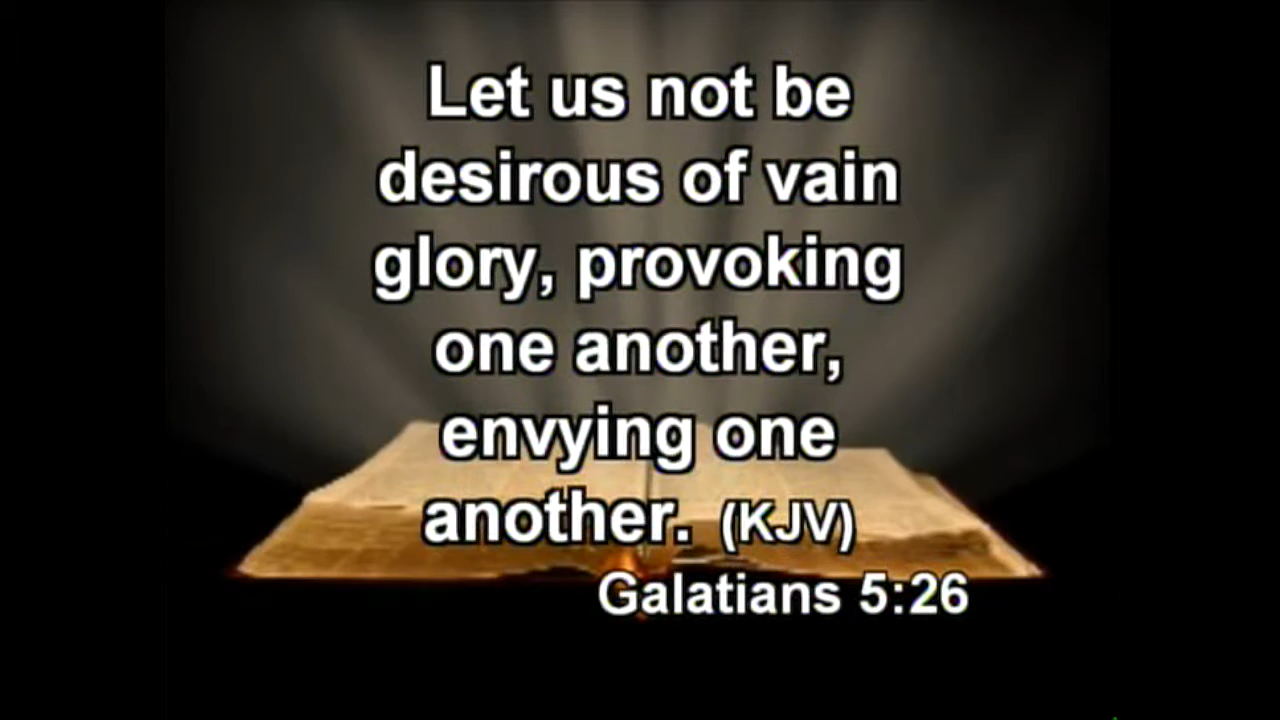 Let us not be
desirous of vain
glory, provoking
one another,
envying one
another. (KJV)
Galatians 5:26